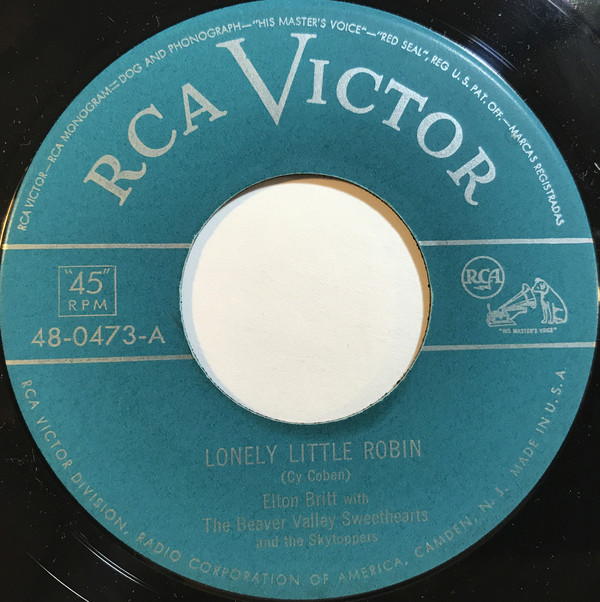 RCA VICTOR—RCA MONOGRAM—DOG AND PHONOGRAPH—"HIS MASTER'S VOICE"—"RED SEAL", REG U.S. PAT. OFF.—MARCAS REGISTRADAS
RCA VICTOR
"45"
RPM
48-0473-A
RCA
"HIS MASTER'S VOICE"
LONELY LITTLE ROBIN
(Cy Coben)
Elton Britt with
The Beaver Valley Sweethearts
and the Skytoppers
RCA VICTOR DIVISION, RADIO CORPORATION OF AMERICA, CAMDEN, N. J. MADE IN U.S.A.